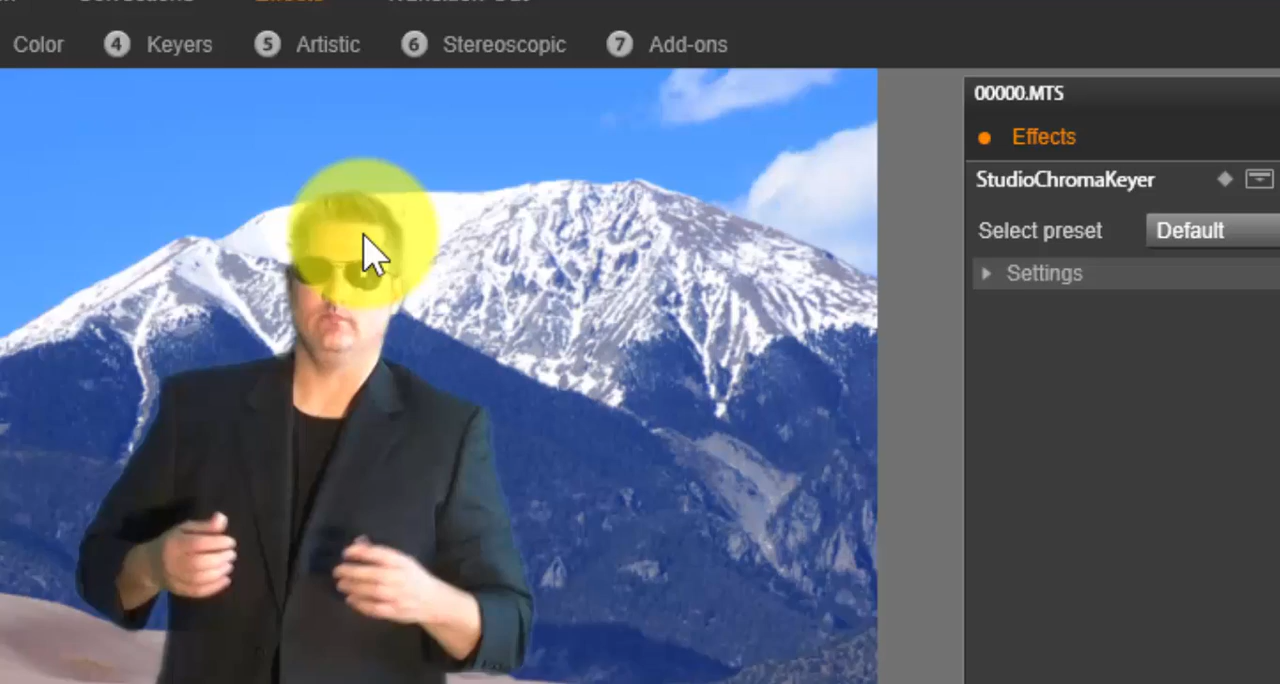 Color 4 Keyers 5 Artistic 6 Stereoscopic 7 Add-ons
00000.MTS
Effects
StudioChromaKeyer
Select preset Default
Settings